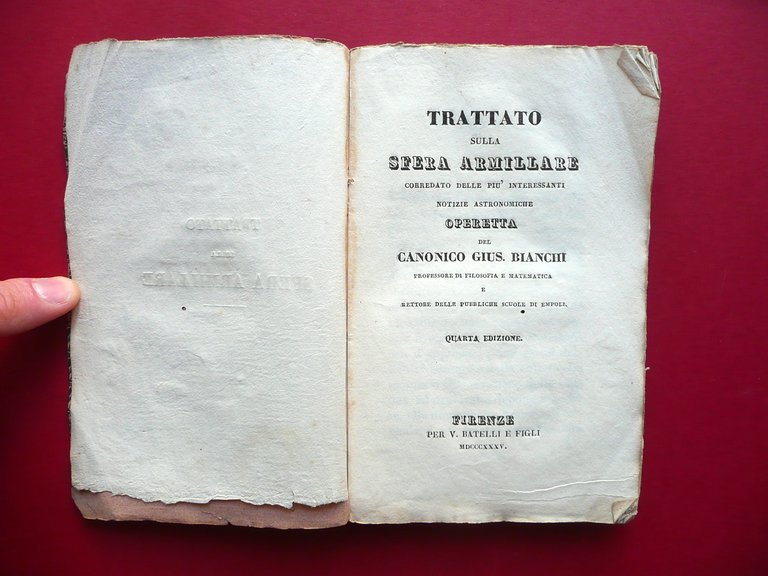 TRATTATO
SULLA
SFERA ARMILLARE
CORREDATO DELLE PIU' INTERESSANTI
NOTIZIE ASTRONOMICHE
OPERETTA
DEL
CANONICO GIUS. BIANCHI
PROFESSORE DI FILOSOFIA E MATEMATICA
E
RETTORE DELLE PUBBLICHE SCUOLE DI EMPOLI.
QUARTA EDIZIONE.
FIRENZE
PER V. BATELLI E FIGLI
MDCCCXXXV.